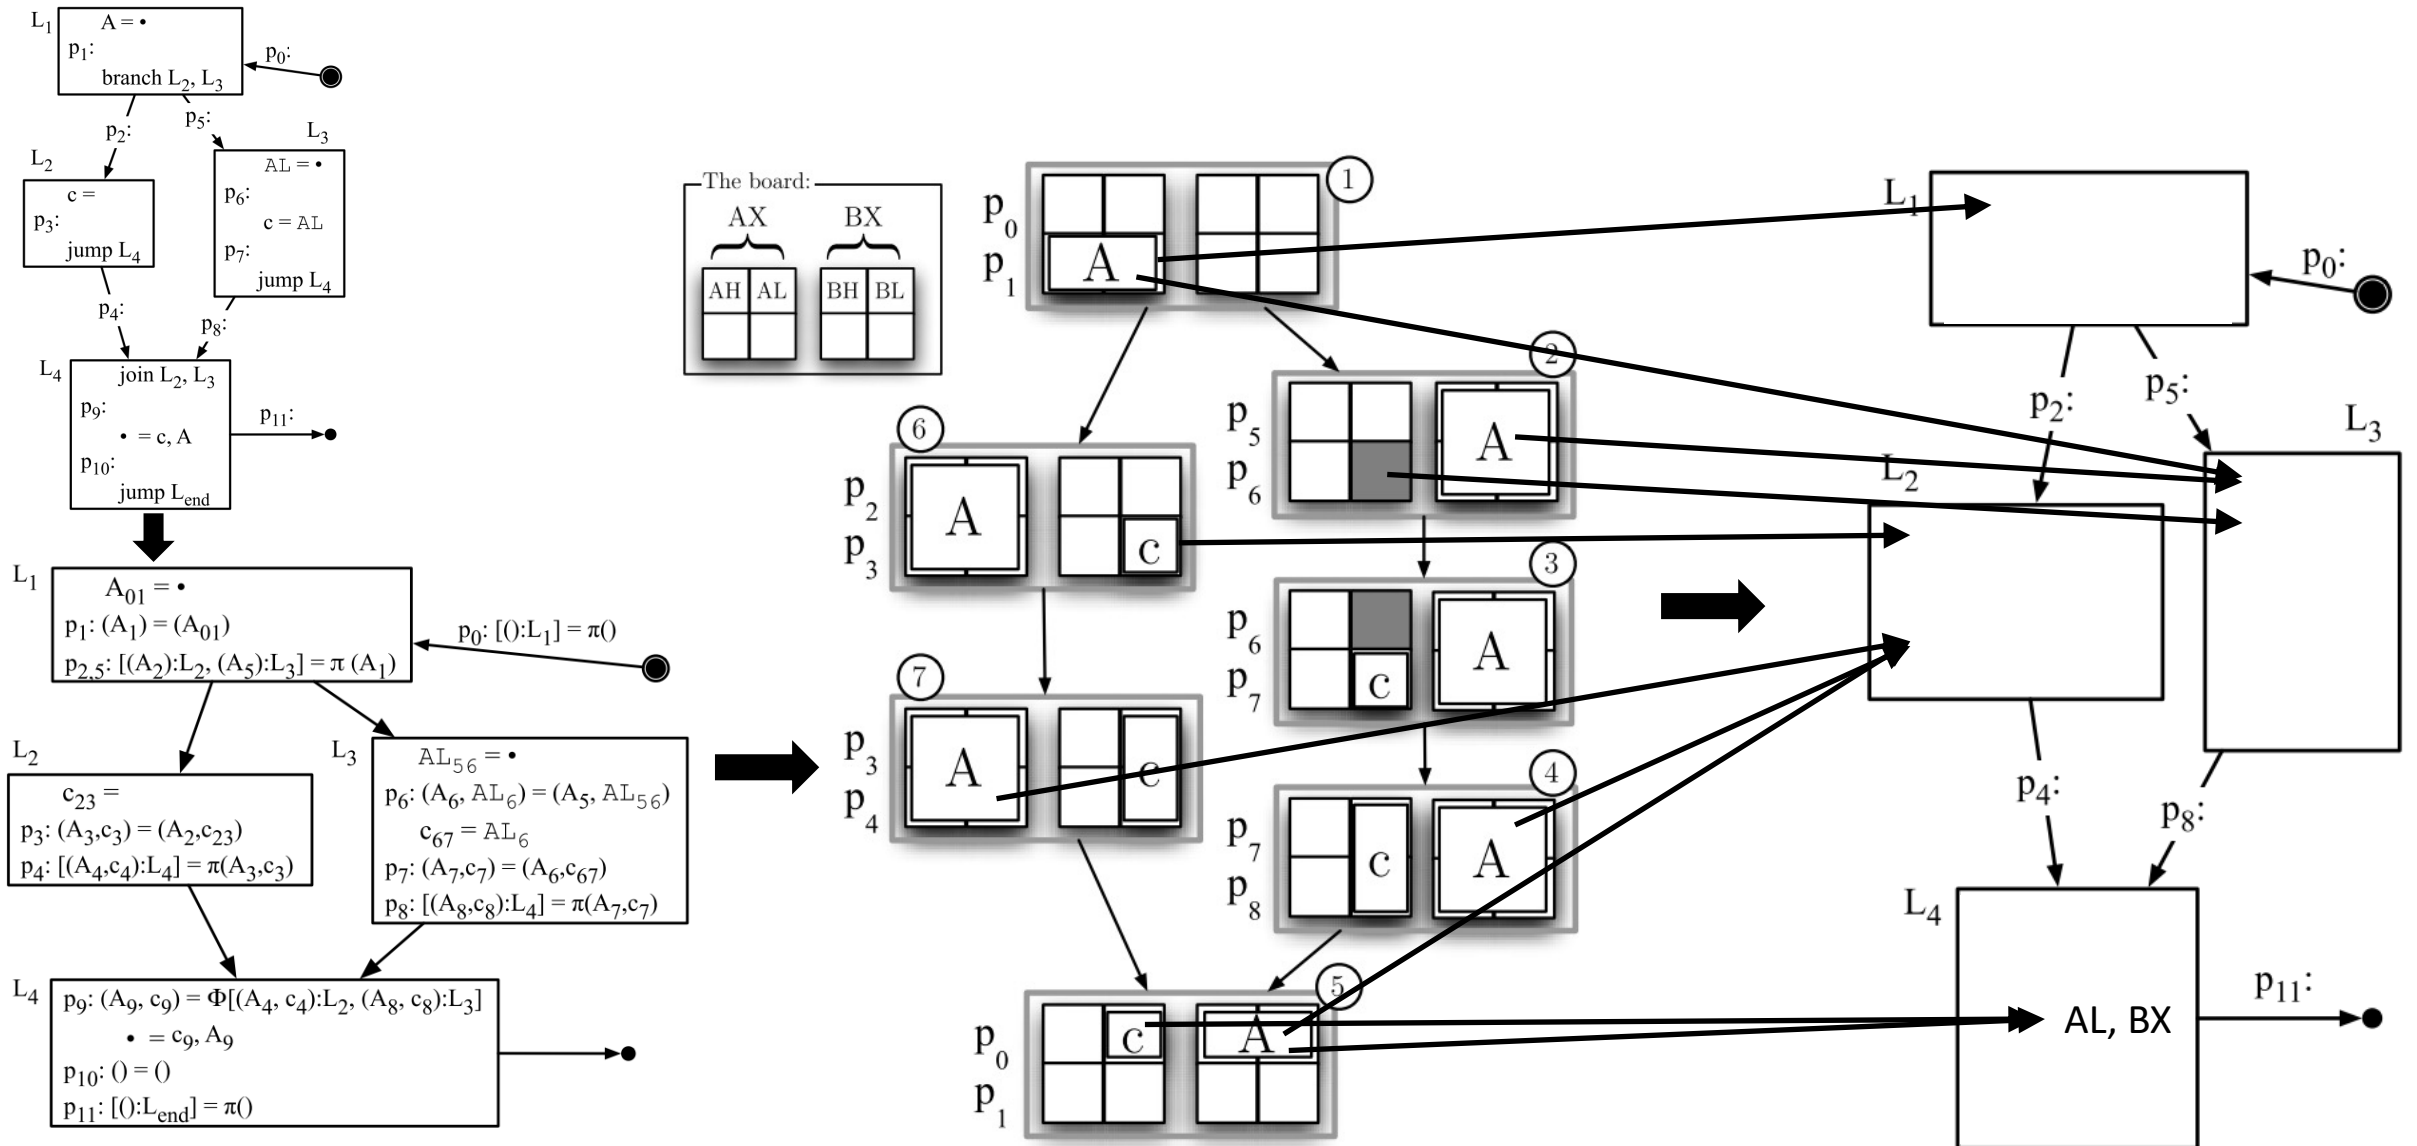 L1
A = •
p1:
branch L2, L3
p0:
p2:
p5:
L2
c =
p3:
jump L4
L3
AL = •
p6:
c = AL
p7:
jump L4
p4:
p8:
L4
join L2, L3
p9:
• = c, A
p10:
jump Lend
p11:
L1
A01 = •
p1: (A1) = (A01)
p2,5: [(A2):L2, (A5):L3] = π (A1)
p0: [():L1] = π()
L2
c23 =
p3: (A3,c3) = (A2,c23)
p4: [(A4,c4):L4] = π(A3,c3)
L3
AL56 = •
p6: (A6, AL6) = (A5, AL56)
c67 = AL6
p7: (A7,c7) = (A6,c67)
p8: [(A8,c8):L4] = π(A7,c7)
L4
p9: (A9, c9) = Φ[(A4, c4):L2, (A8, c8):L3]
• = c9, A9
p10: () = ()
p11: [():Lend] = π()
The board:
AX BX
AH AL BH BL
1
p0
p1
A
2
p5
p6
A
6
p2
p3
A
c
3
p6
p7
c
A
7
p3
p4
A
c
4
p7
p8
c
A
5
p0
p1
c
A
L1
p0:
p2:
p5:
L2
L3
p4:
p8:
L4
AL, BX
p11: